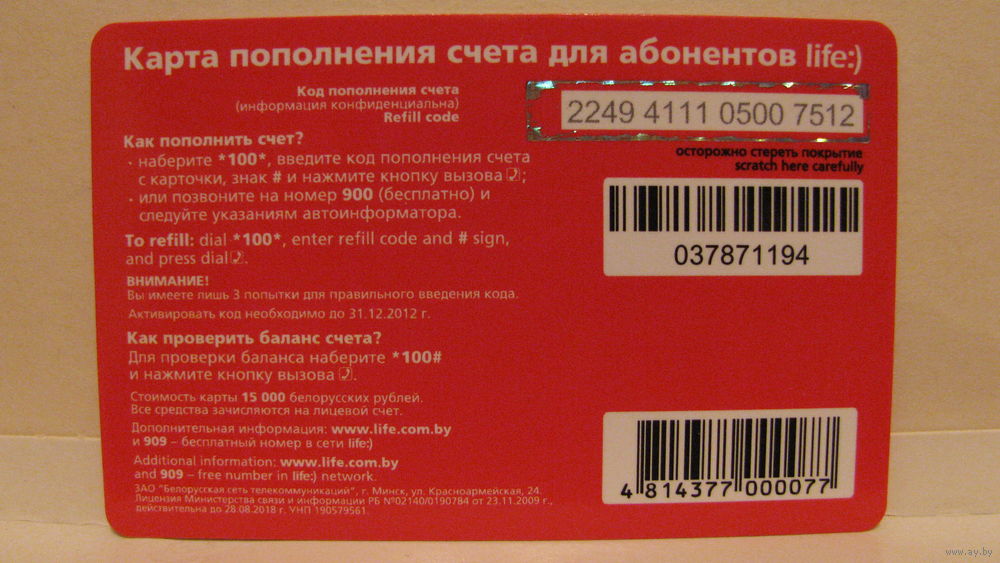 Карта пополнения счета для абонентов life:)
Код пополнения счета
(информация конфиденциальна)
Refill code
2249 4111 0500 7512
осторожно стереть покрытие
scratch here carefully
Как пополнить счет?
· наберите *100*, введите код пополнения счета
с карточки, знак # и нажмите кнопку вызова;
· или позвоните на номер 900 (бесплатно) и
следуйте указаниям автоинформатора.
To refill: dial *100*, enter refill code and # sign,
and press dial.
037871194
ВНИМАНИЕ!
Вы имеете лишь 3 попытки для правильного введения кода.
Активировать код необходимо до 31.12.2012 г.
Как проверить баланс счета?
Для проверки баланса наберите *100#
и нажмите кнопку вызова.
Стоимость карты 15 000 белорусских рублей.
Все средства зачисляются на лицевой счет.
Дополнительная информация: www.life.com.by
и 909 – бесплатный номер в сети life:)
Additional information: www.life.com.by
and 909 – free number in life:) network.
ЗАО "Белорусская сеть телекоммуникаций", г. Минск, ул. Красноармейская, 24.
Лицензия Министерства связи и информации РБ №02140/0190784 от 23.11.2009 г.,
действительна до 28.08.2018 г. УНП 190579561.
4 814377 000077
www.ay.by